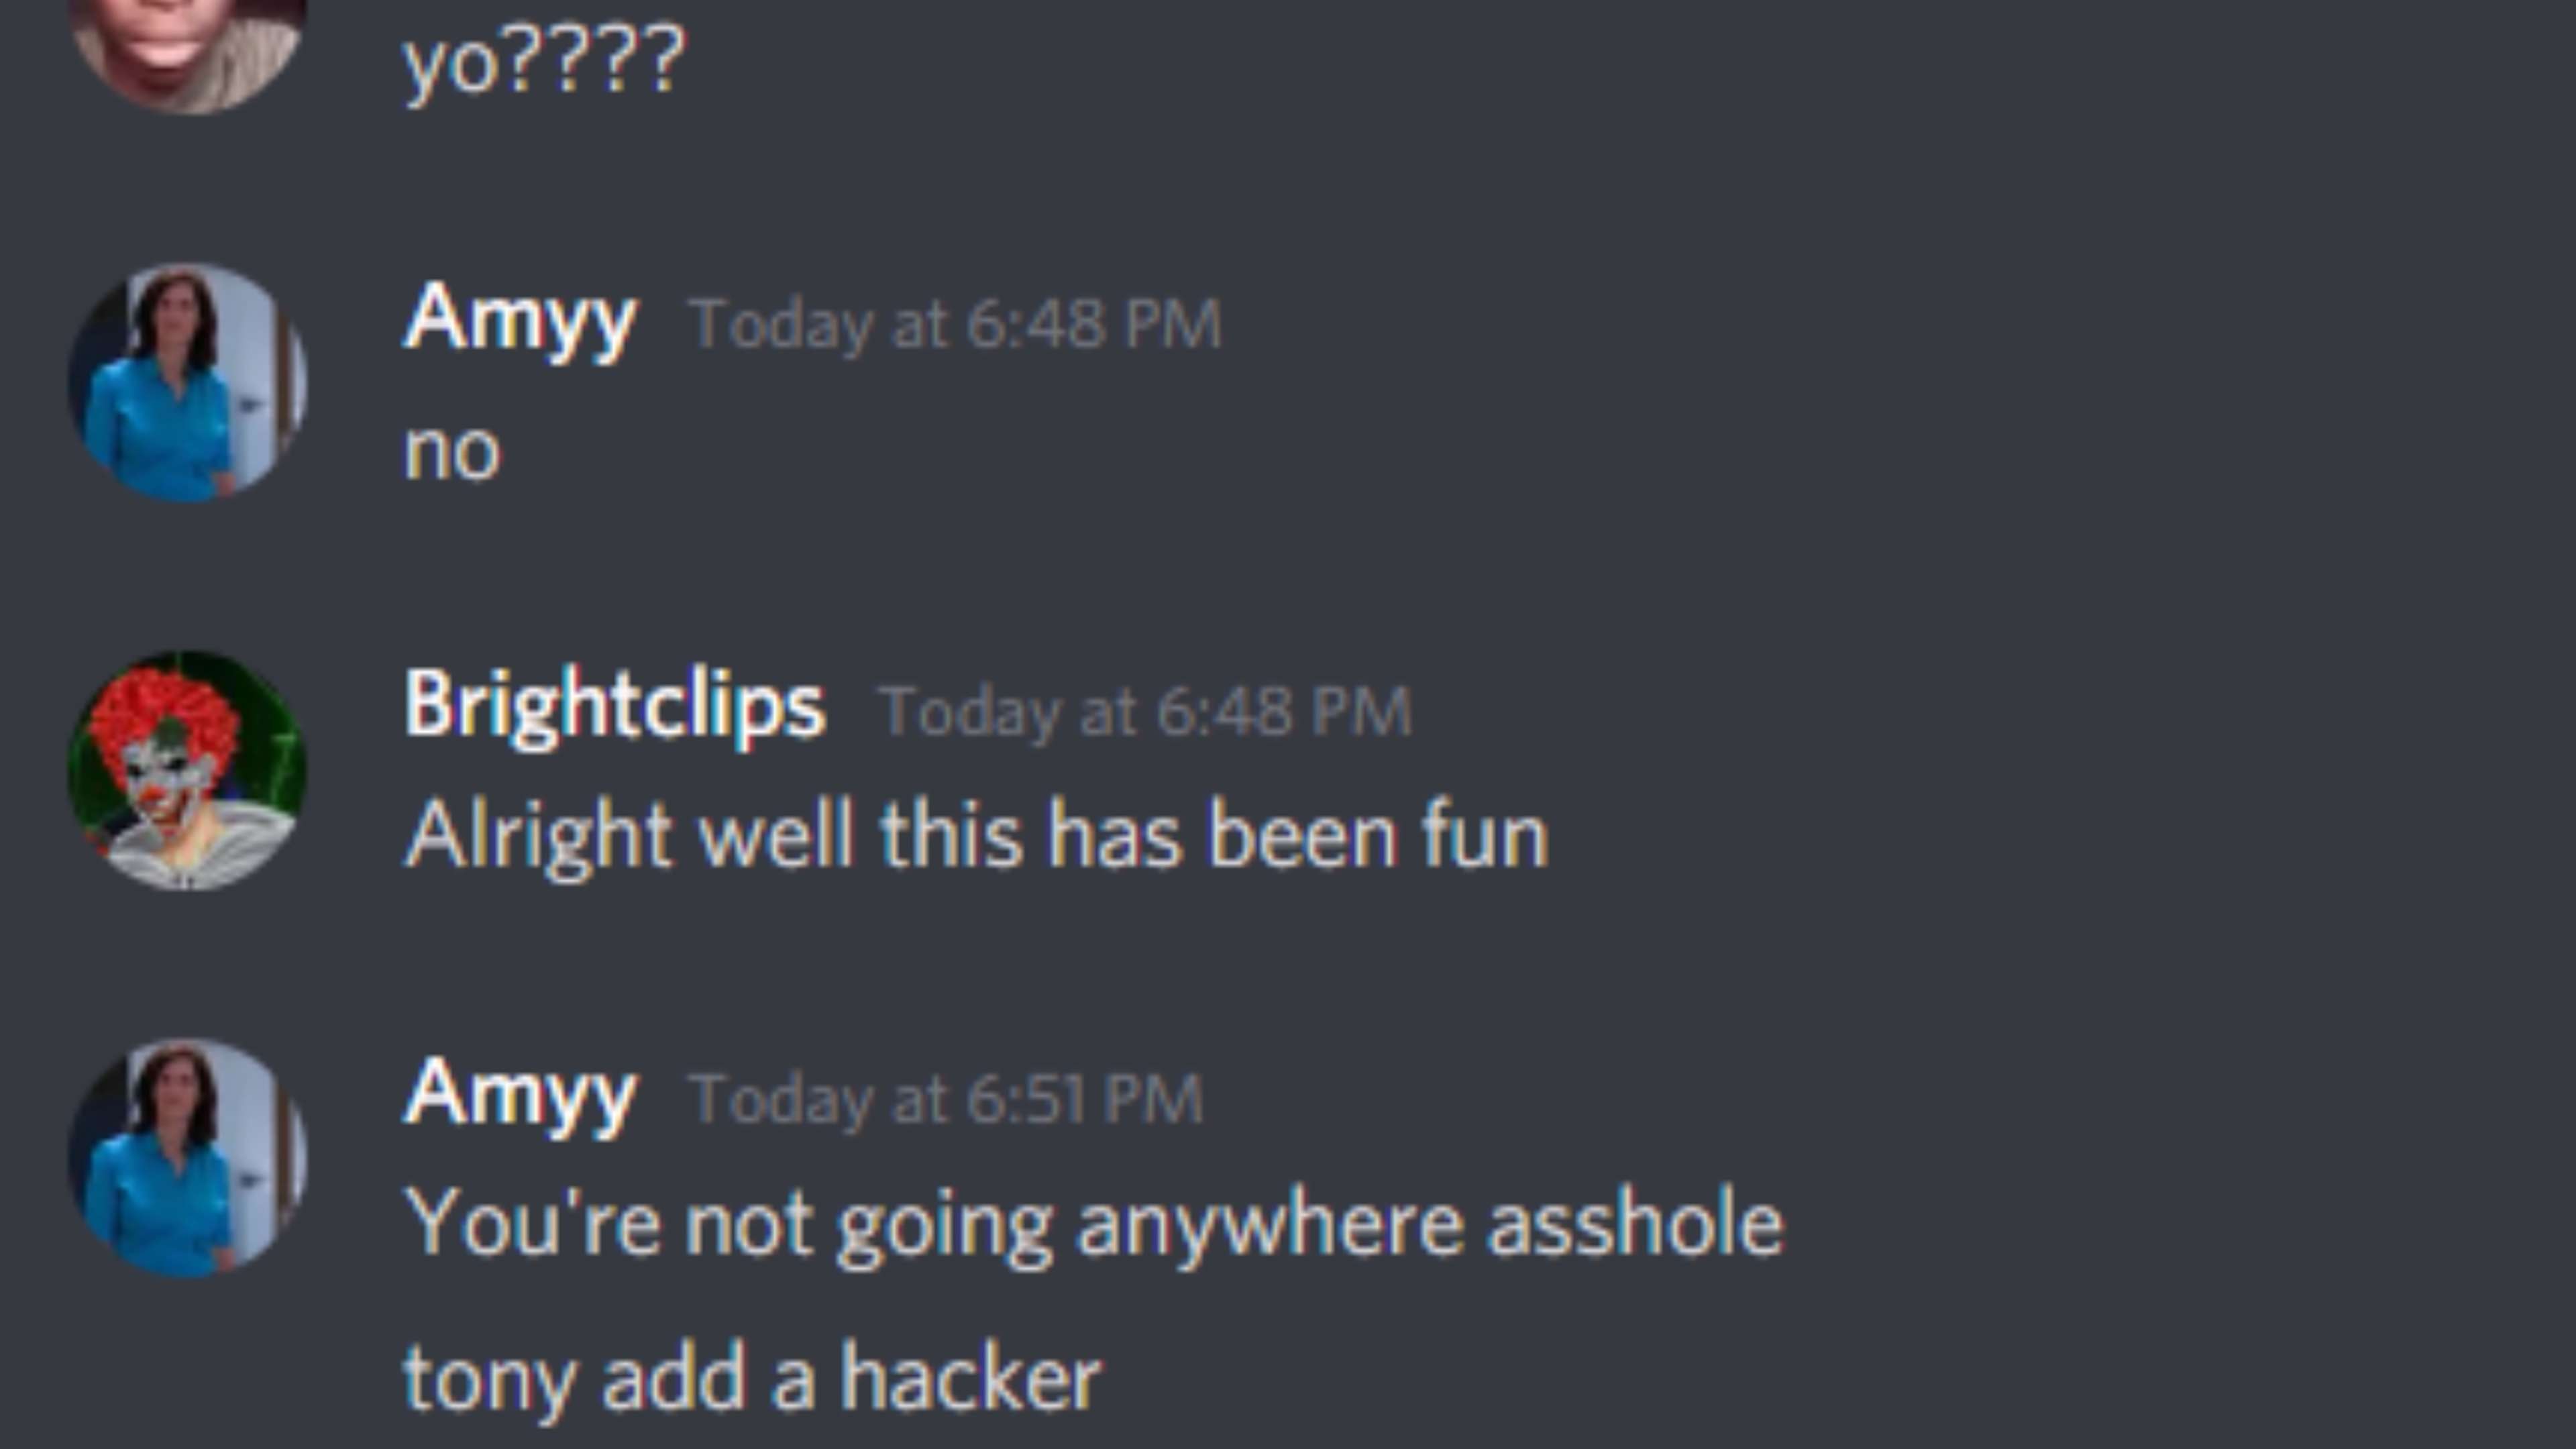 yo????
Amyy Today at 6:48 PM
no
Brightclips Today at 6:48 PM
Alright well this has been fun
Amyy Today at 6:51 PM
You're not going anywhere asshole
tony add a hacker